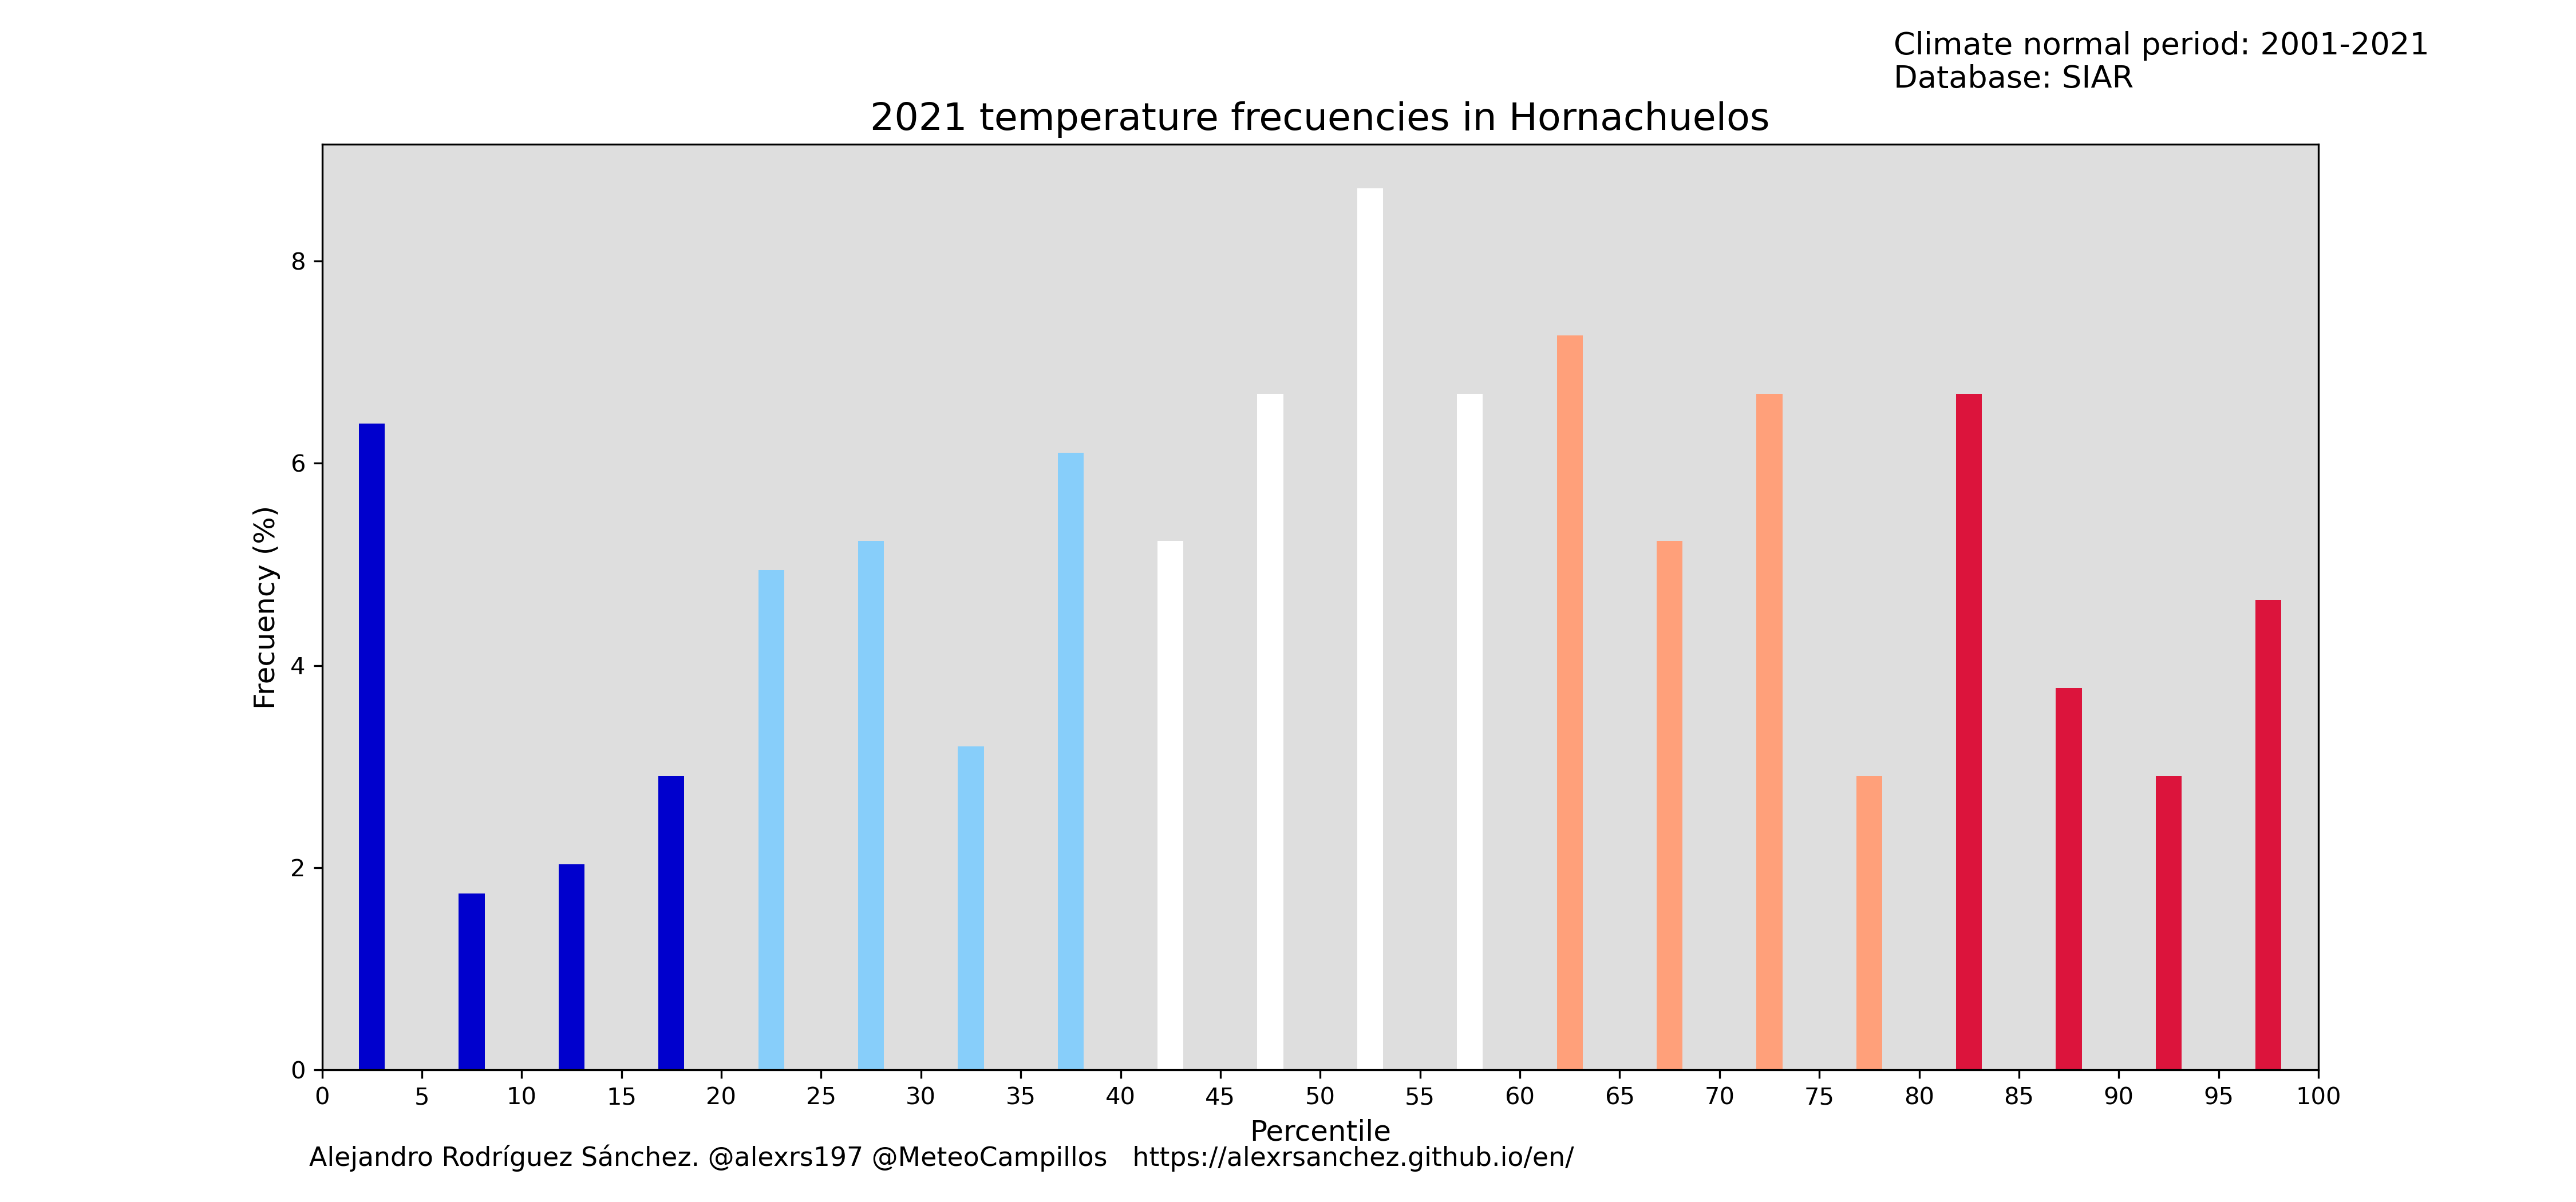 Climate normal period: 2001-2021
Database: SIAR
2021 temperature frecuencies in Hornachuelos
8
6
4
2
0
Frecuency (%)
0 5 10 15 20 25 30 35 40 45 50 55 60 65 70 75 80 85 90 95 100
Percentile
Alejandro Rodríguez Sánchez. @alexrs197 @MeteoCampillos https://alexrsanchez.github.io/en/